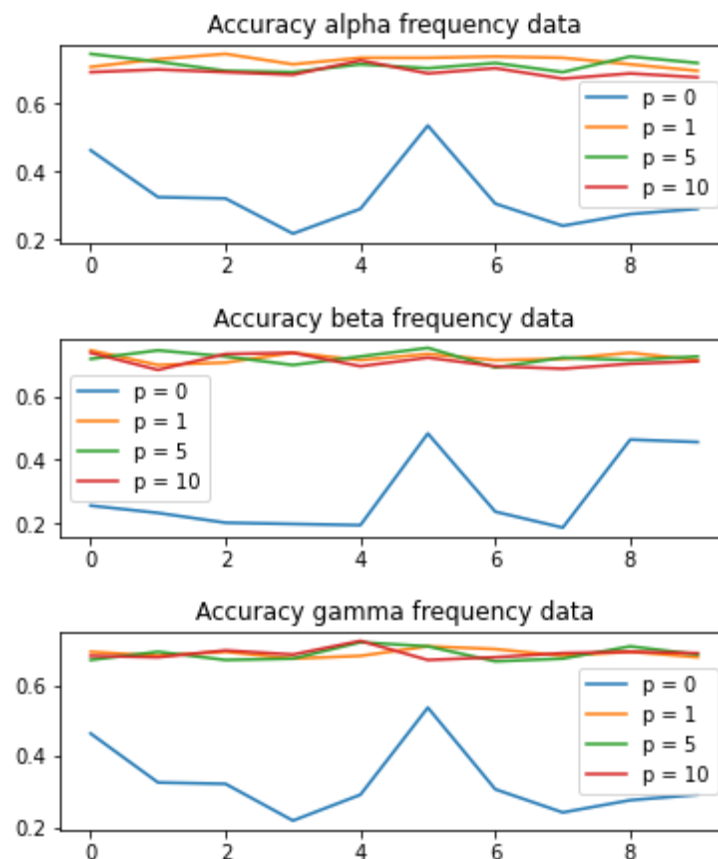 Accuracy alpha frequency data
0.6
0.4
0.2
p = 0
p = 1
p = 5
p = 10
0 2 4 6 8
Accuracy beta frequency data
0.6
0.4
0.2
p = 0
p = 1
p = 5
p = 10
0 2 4 6 8
Accuracy gamma frequency data
0.6
0.4
0.2
p = 0
p = 1
p = 5
p = 10
0 2 4 6 8